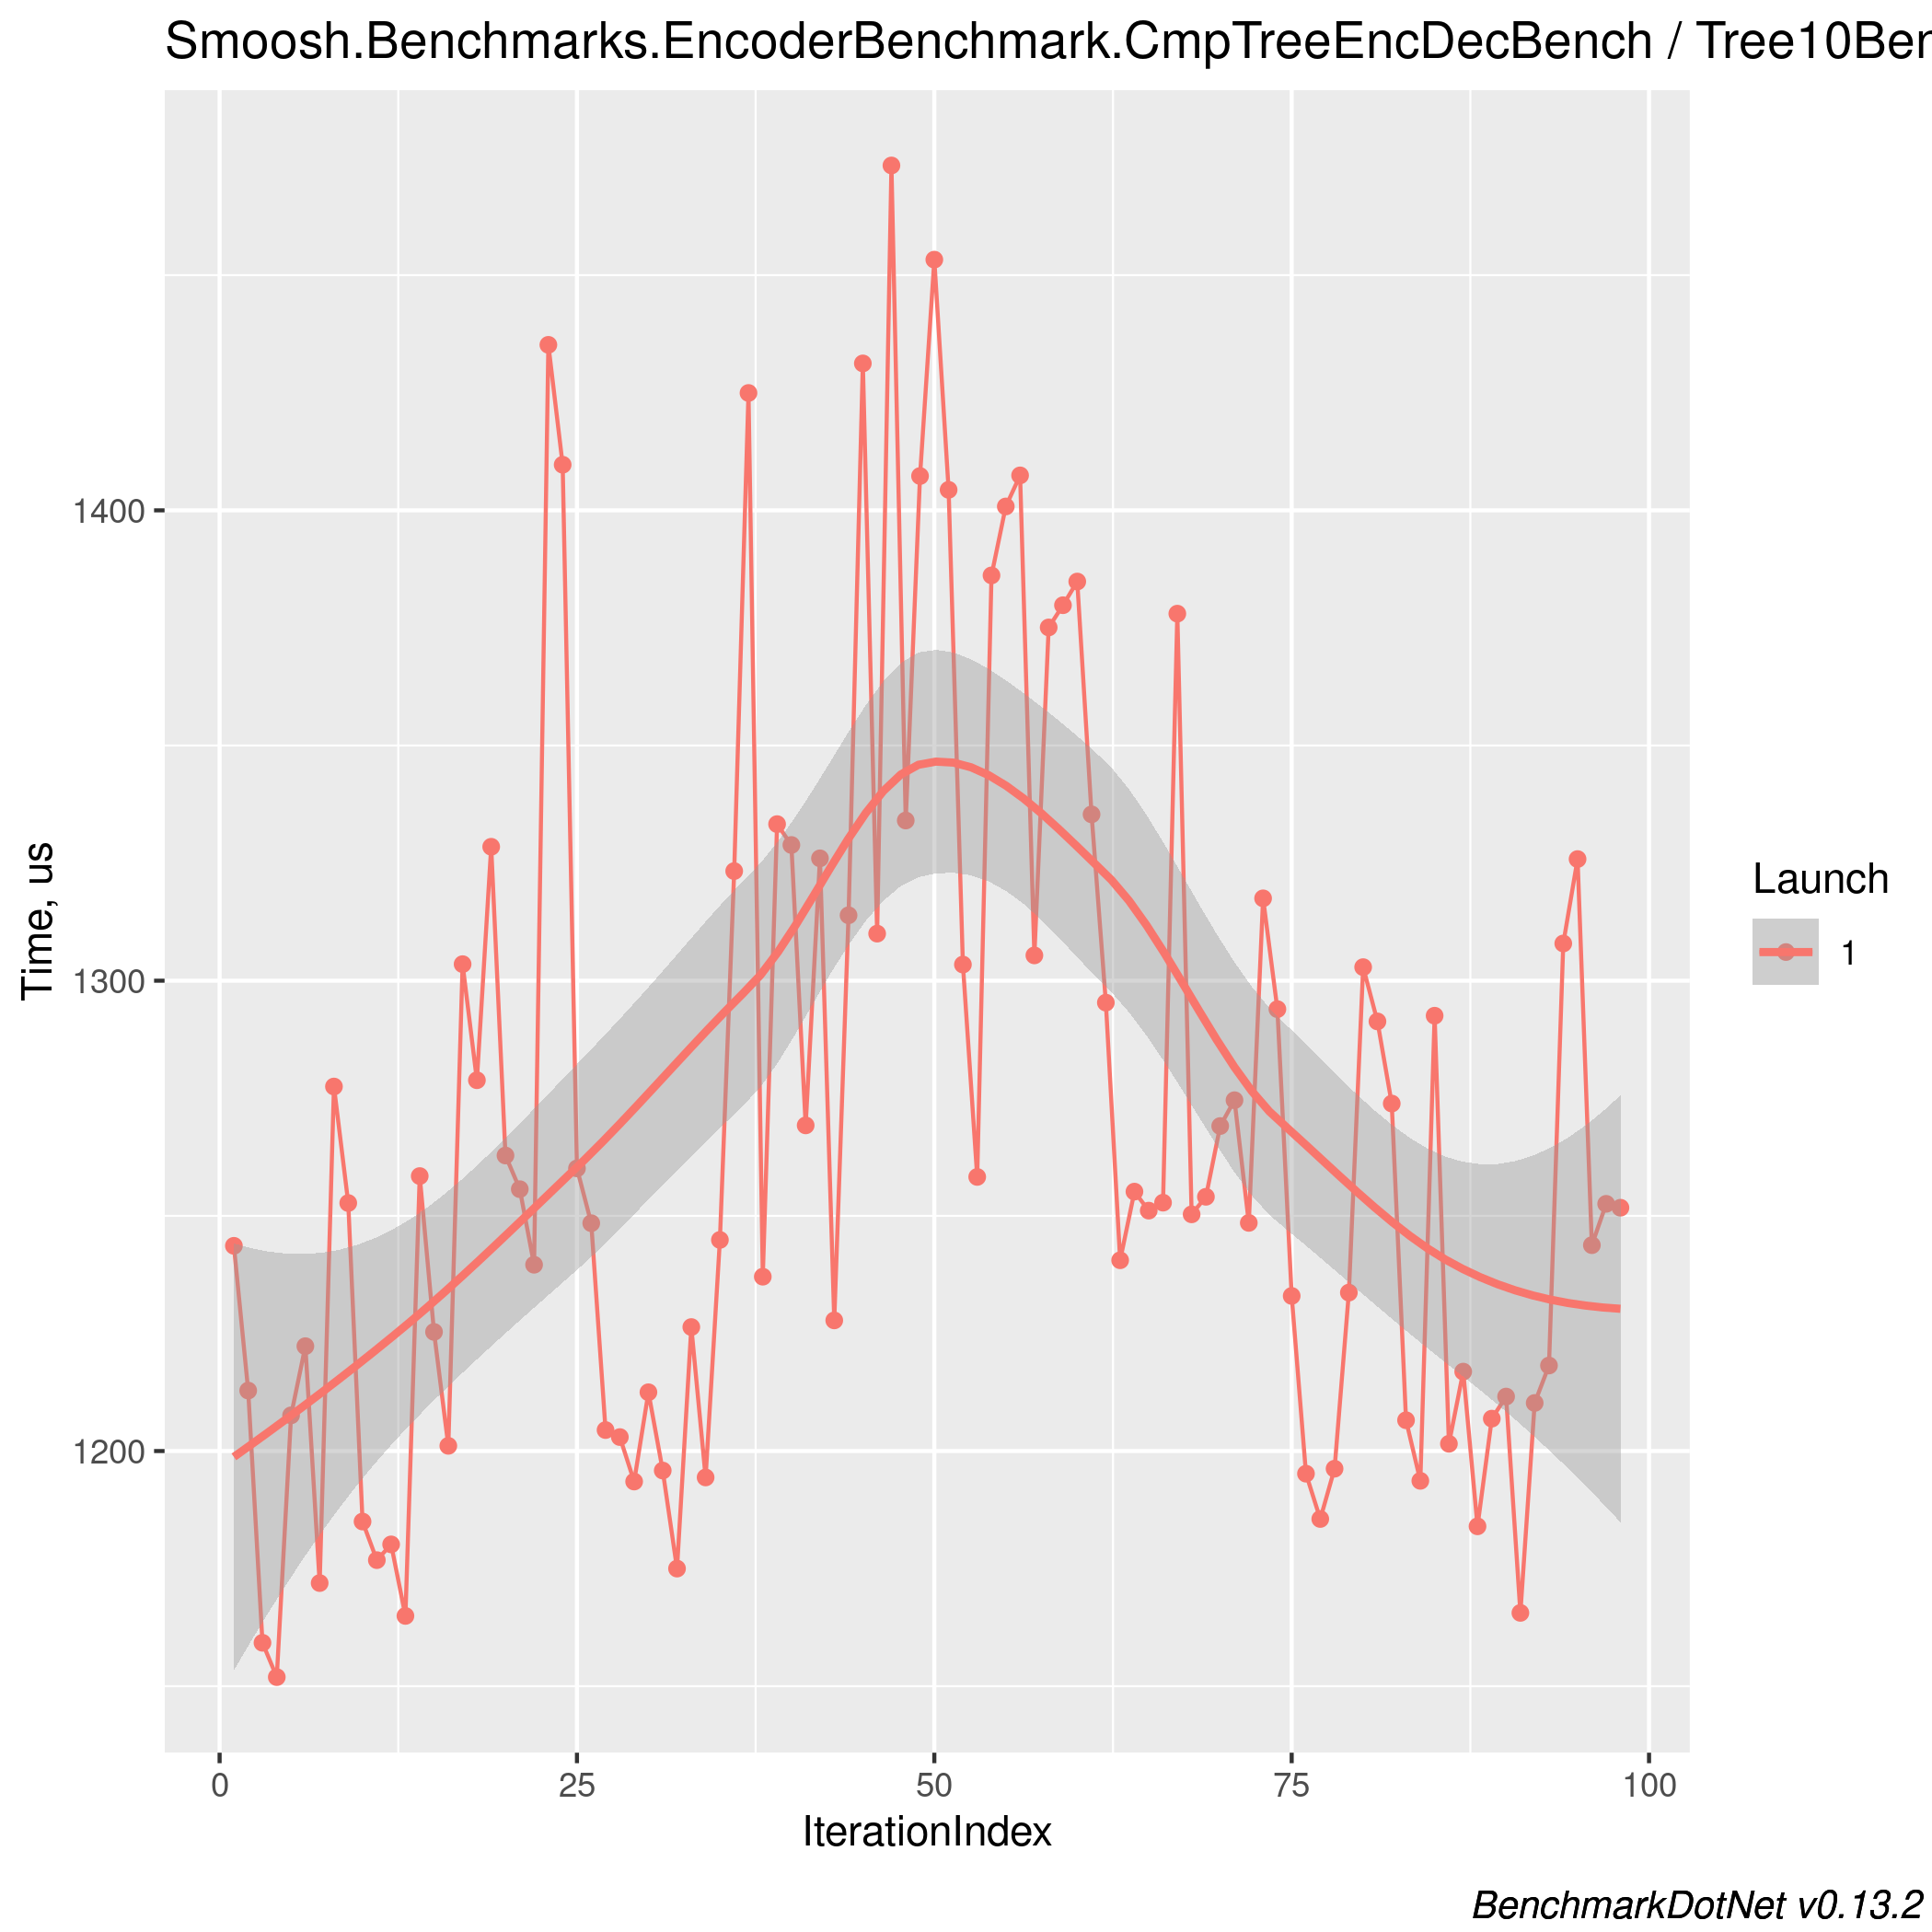 Smoosh.Benchmarks.EncoderBenchmark.CmpTreeEncDecBench / Tree10Ben
Time, us
1400
1300
1200
0 25 50 75 100
IterationIndex
Launch
1
BenchmarkDotNet v0.13.2